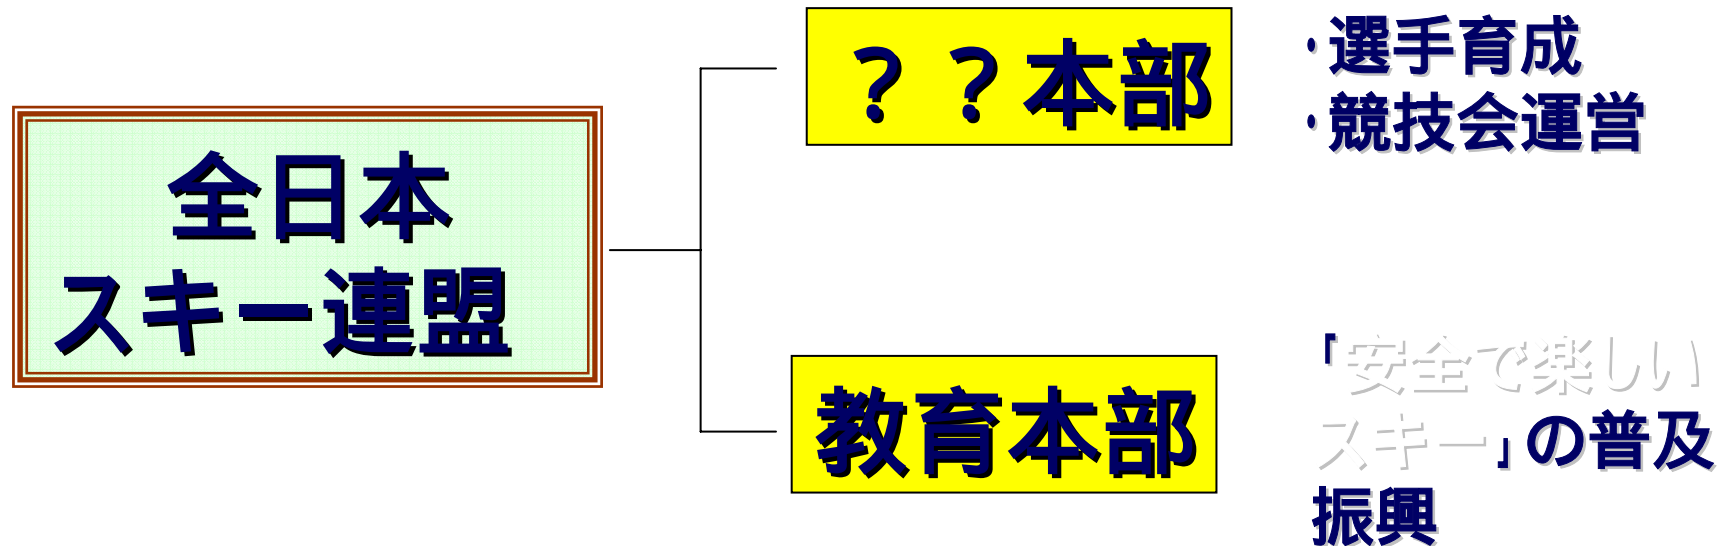 全日本
スキー連盟
？？本部
・選手育成
・競技会運営
教育本部
「安全で楽しい
スキー」の普及
振興